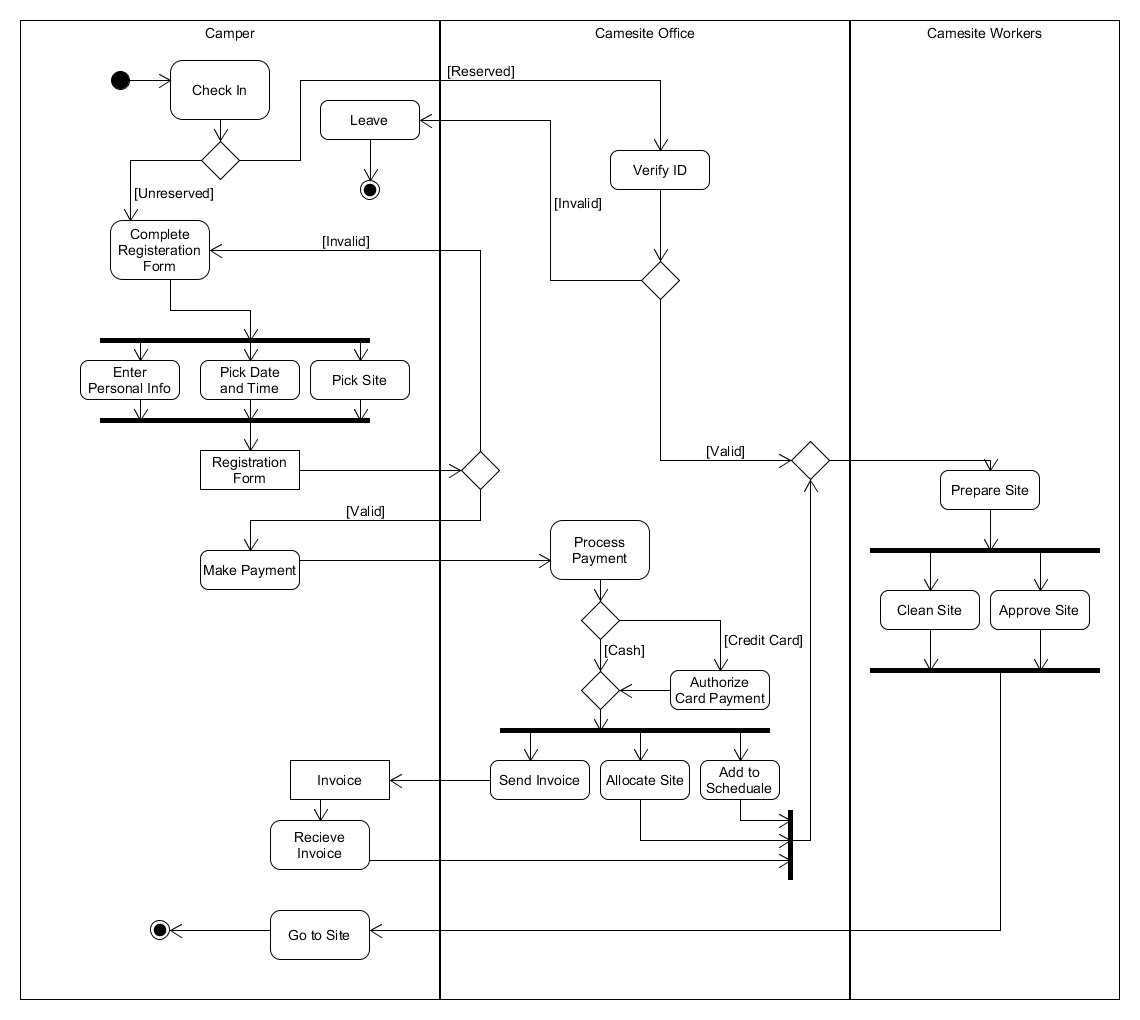 Camper
Camesite Office
Camesite Workers
[Reserved]
Check In
Leave
Verify ID
[Unreserved]
[Invalid]
Complete
Registeration
Form
[Invalid]
Enter
Personal Info
Pick Date
and Time
Pick Site
Registration
Form
[Valid]
Prepare Site
[Valid]
Make Payment
Process
Payment
Clean Site
Approve Site
[Cash]
[Credit Card]
Authorize
Card Payment
Invoice
Send Invoice
Allocate Site
Add to
Scheduale
Recieve
Invoice
Go to Site